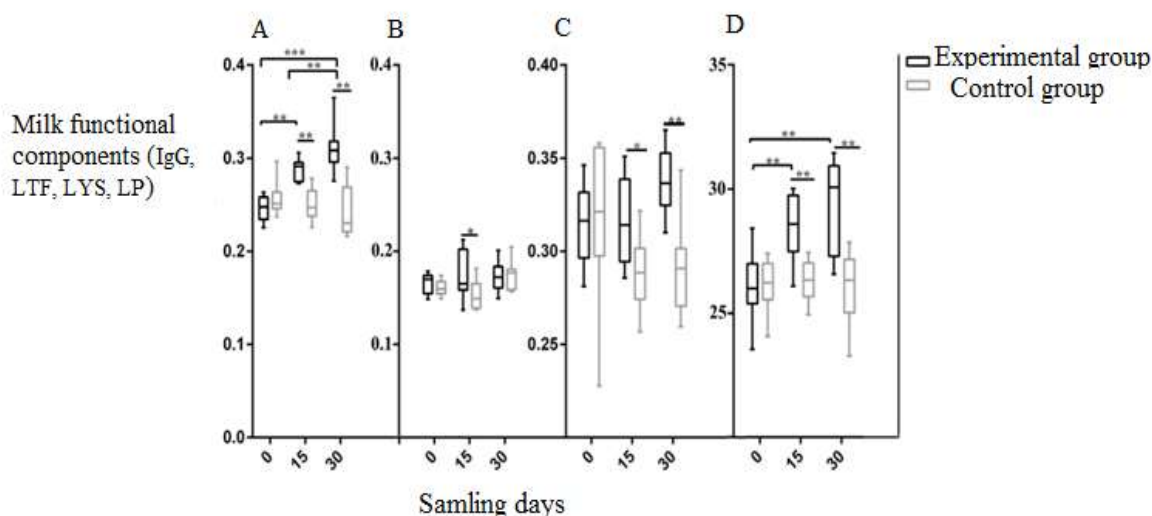 A B C D
Experimental group
Control group
Milk functional
components (IgG,
LTF, LYS, LP)
*** ** ** ** **
* 
* **
** ** ** **
0.4 0.3 0.2 0.1 0.0
0.4 0.3 0.2 0.1
0.40 0.35 0.30 0.25
35 30 25
0 15 30 0 15 30 0 15 30 0 15 30
Samling days